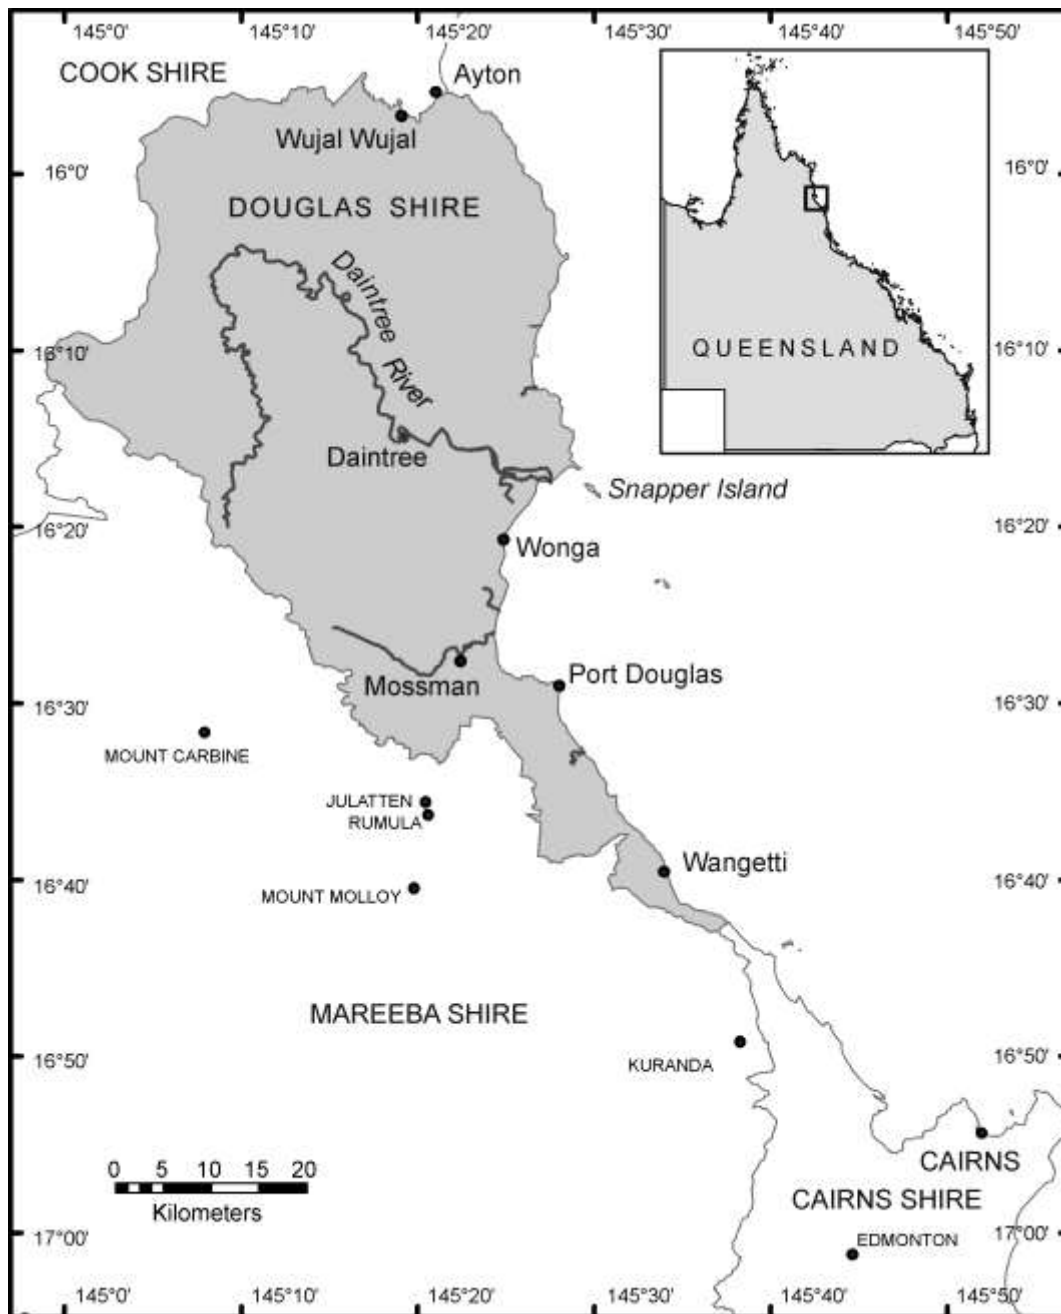 145°0'
145°10'
145°20'
145°30'
145°40'
145°50'
COOK SHIRE
Ayton
Wujal Wujal
16°0'
16°0'
DOUGLAS SHIRE
Daintree River
QUEENSLAND
16°10'
16°10'
Daintree
Snapper Island
16°20'
16°20'
Wonga
Mossman
Port Douglas
16°30'
16°30'
MOUNT CARBINE
JULATTEN
RUMULA
Wangetti
16°40'
16°40'
MOUNT MOLLOY
MAREEBA SHIRE
16°50'
16°50'
KURANDA
CAIRNS
0 5 10 15 20
Kilometers
CAIRNS SHIRE
17°00'
17°00'
EDMONTON
145°0'
145°10'
145°20'
145°30'
145°40'
145°50'